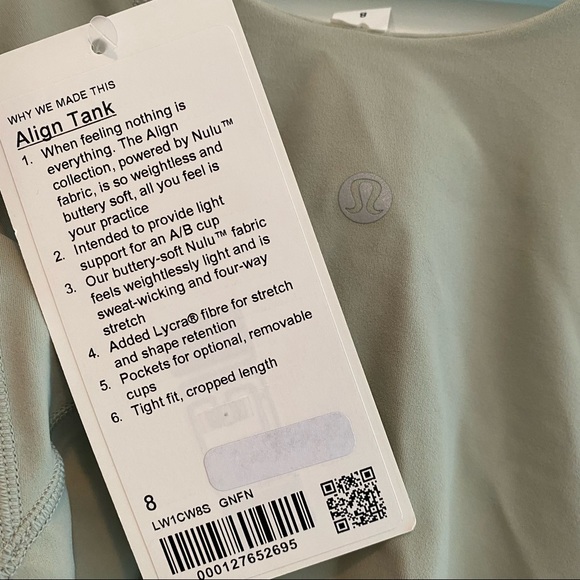 WHY WE MADE THIS
Align Tank
1. When feeling nothing is
everything. The Align
collection, powered by Nulu™
fabric, is so weightless and
buttery soft, all you feel is
your practice
2. Intended to provide light
support for an A/B cup
3. Our buttery-soft Nulu™ fabric
feels weightlessly light and is
sweat-wicking and four-way
stretch
4. Added Lycra® fibre for stretch
and shape retention
5. Pockets for optional, removable
cups
6. Tight fit, cropped length
8
LW1CW8S GNFN
000127652695